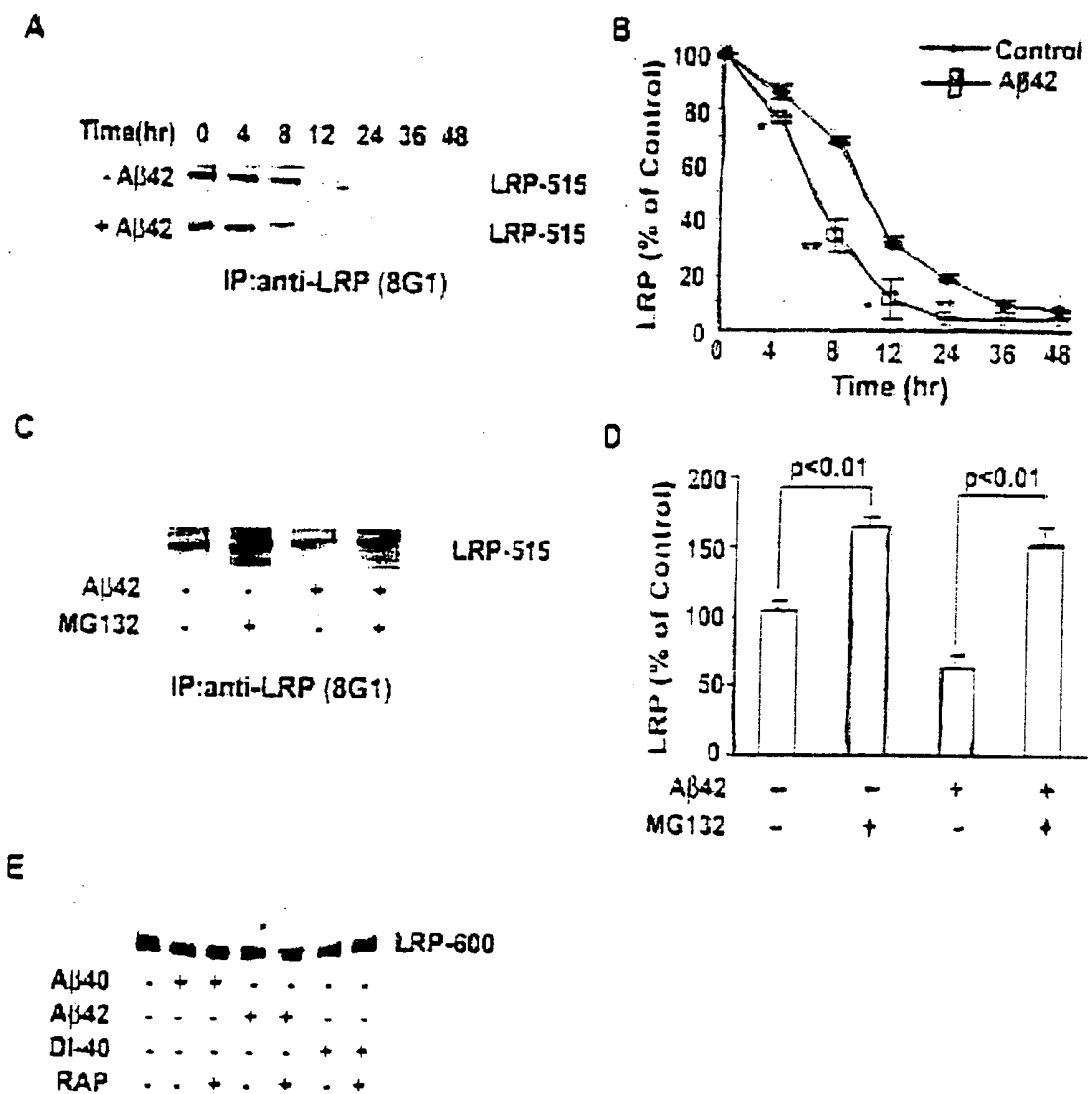 A
Time(hr) 0 4 8 12 24 36 48
- Aβ42 LRP-515
+ Aβ42 LRP-515
IP:anti-LRP (8G1)
B
Control
Aβ42
LRP (% of Control)
100
80
60
40
20
0
0 4 8 12 24 36 48
Time (hr)
C
LRP-515
Aβ42 - - + +
MG132 - + - +
IP:anti-LRP (8G1)
D
p<0.01 p<0.01
LRP (% of Control)
200
150
100
50
0
Aβ42 - - + +
MG132 - + - +
E
LRP-600
Aβ40 - + + - - - -
Aβ42 - - - + + - -
DI-40 - - - - - + +
RAP - - + - + - +